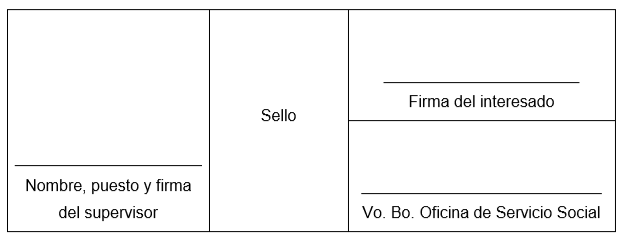 Nombre, puesto y firma
del supervisor
Sello
Firma del interesado
Vo. Bo. Oficina de Servicio Social